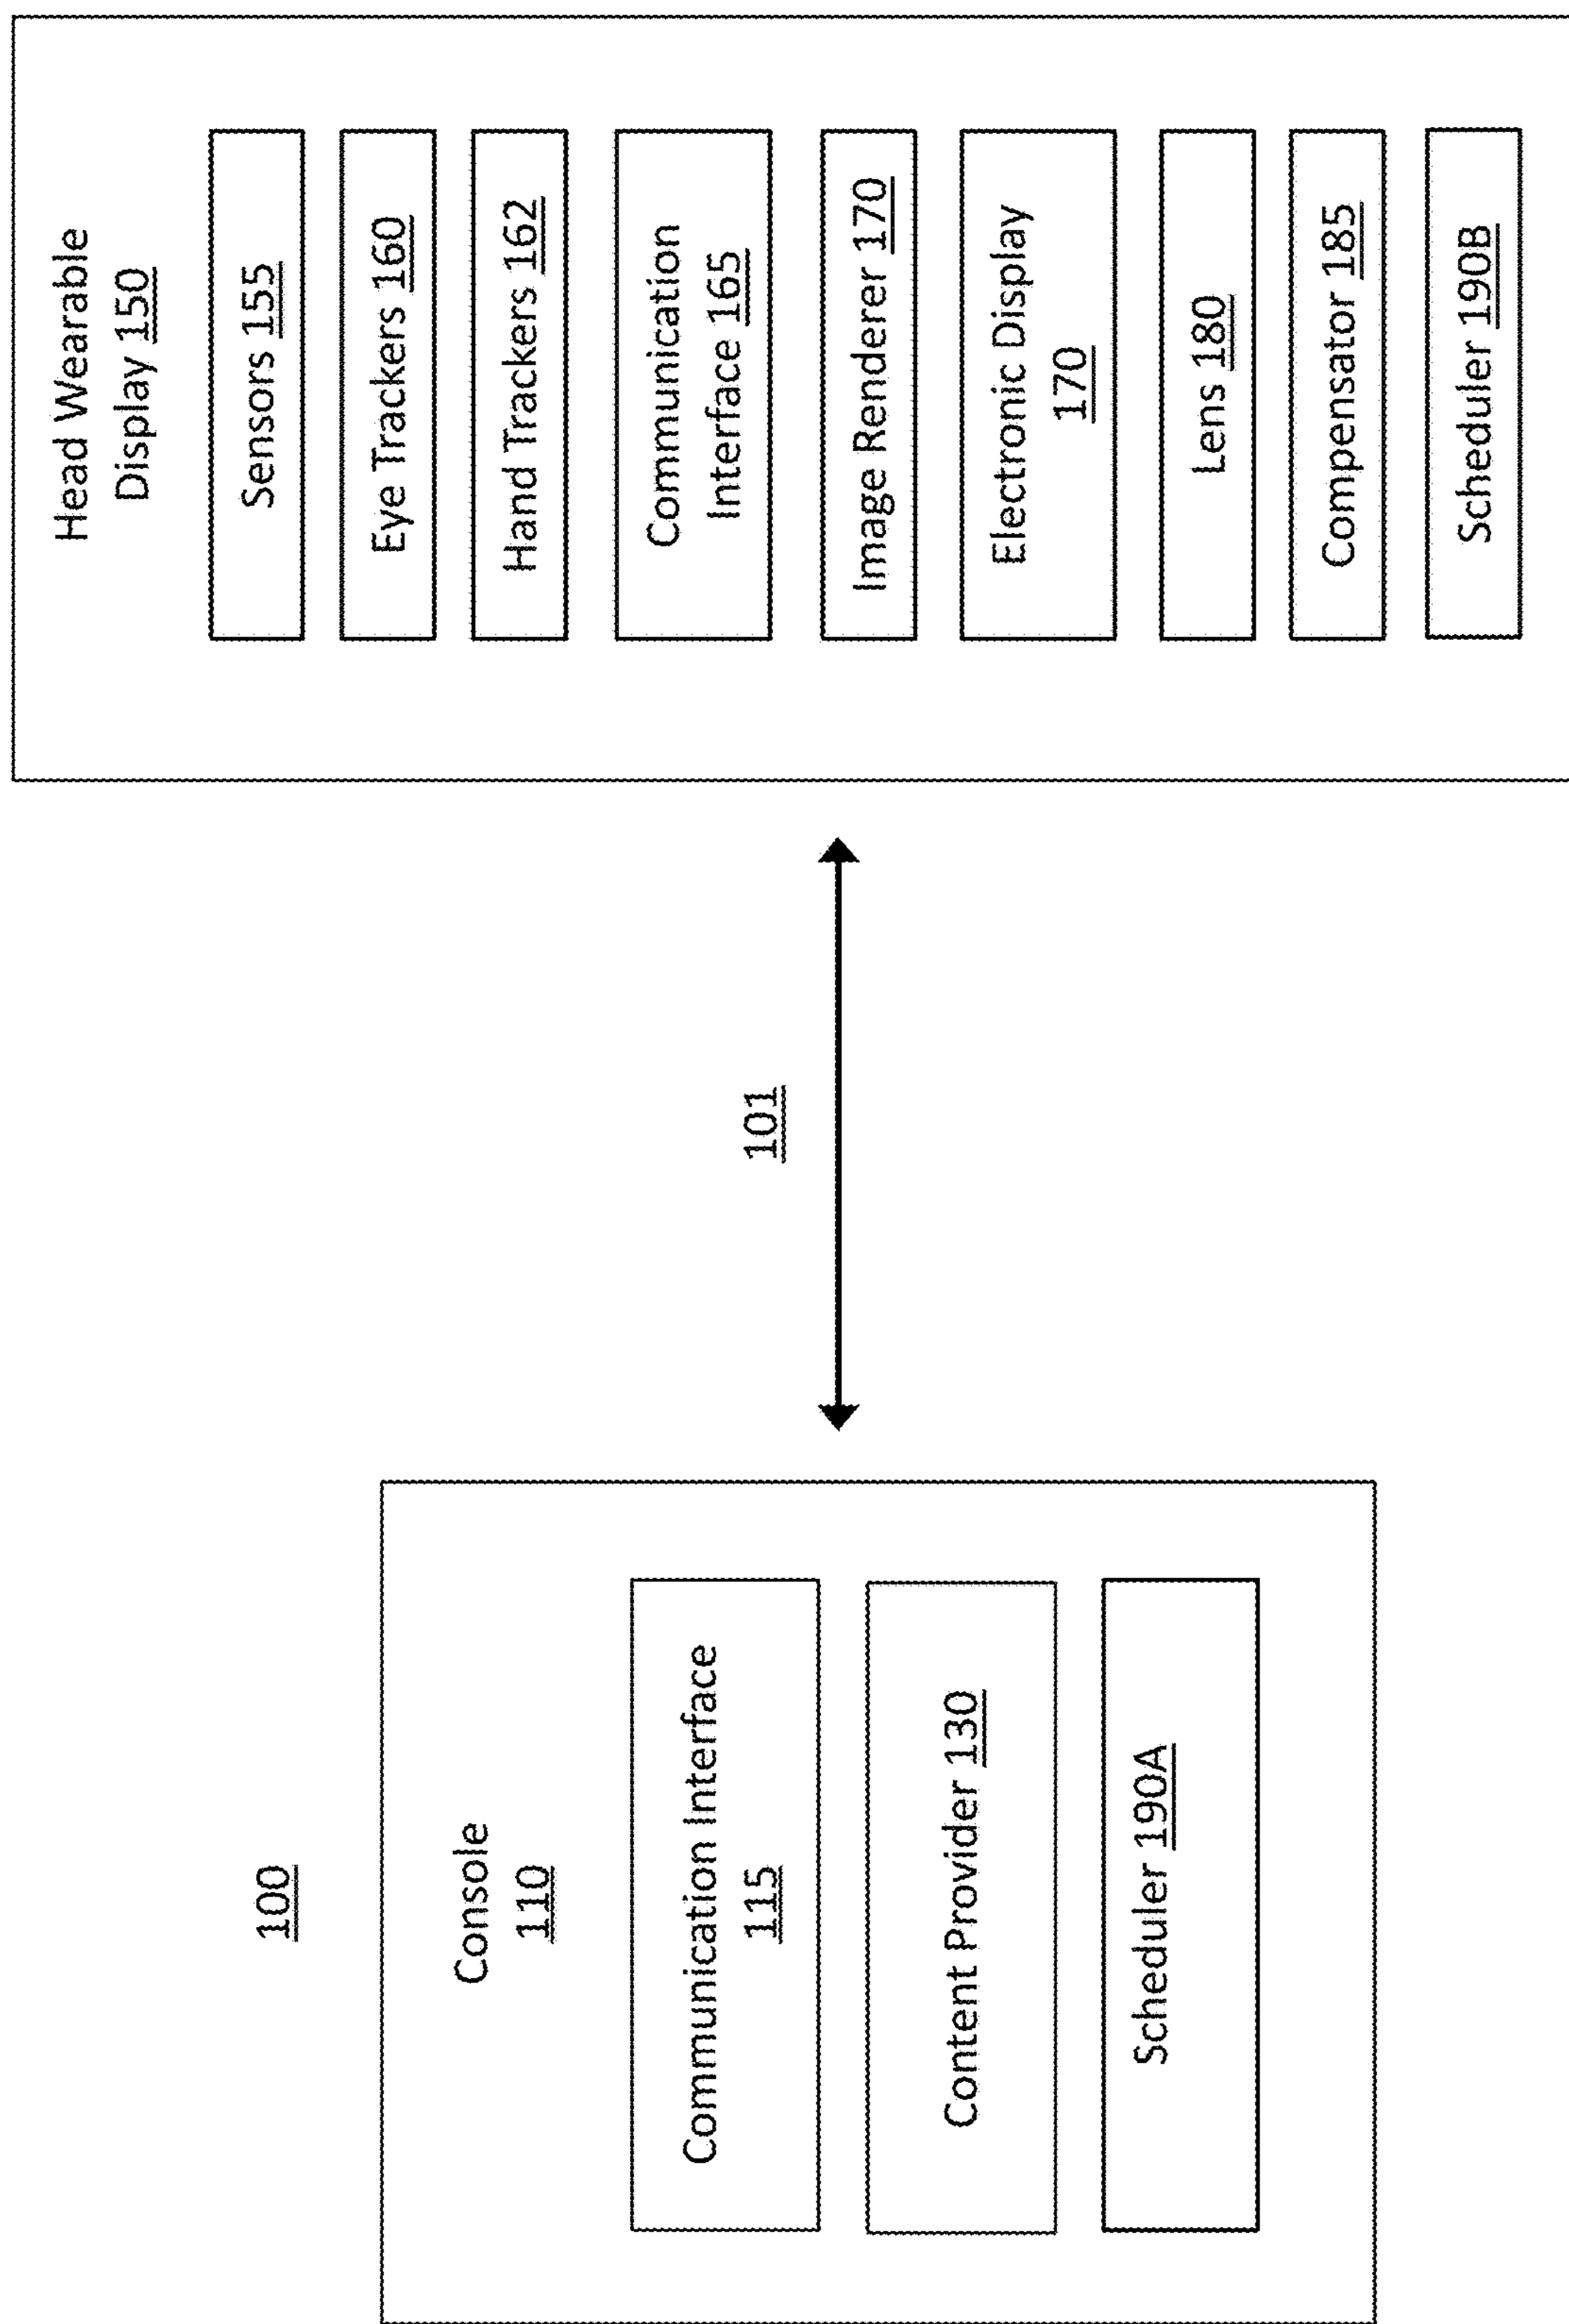 100
Console
110
Communication Interface
115
Content Provider 130
Scheduler 190A
101
Head Wearable
Display 150
Sensors 155
Eye Trackers 160
Hand Trackers 162
Communication
Interface 165
Image Renderer 170
Electronic Display
170
Lens 180
Compensator 185
Scheduler 190B